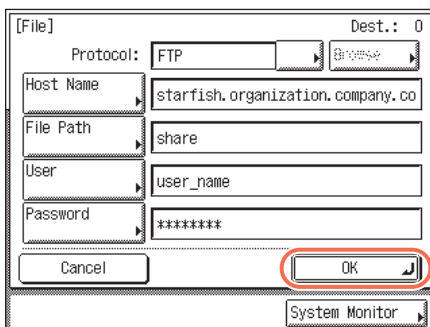 [File] Dest.: 0
Protocol: FTP Browse
Host Name starfish.organization.company.co
File Path share
User user_name
Password ********
Cancel OK
System Monitor